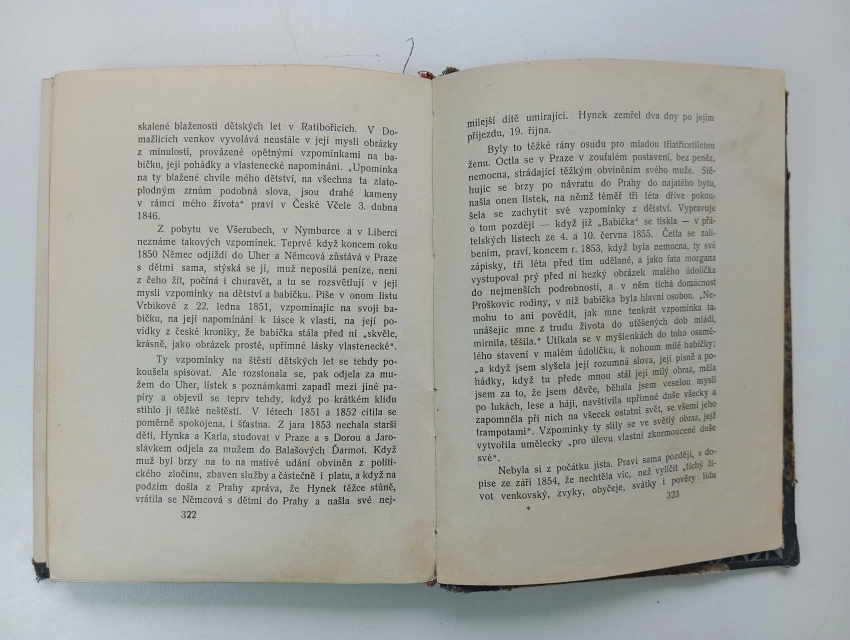 skalené blaženosti dětských let v Ratibořicích. V Do-
mažlicích venkov vyvolává neustále v její mysli obrázky
z minulosti, provázené opětnými vzpomínkami na ba-
bičku, její pohádky a vlastenecké napomínání. „Upomínka
na ty blažené chvíle mého dětství, na všechna ta zlato-
plodným zrnům podobná slova, jsou drahé kameny
v rámci mého života“ praví v České Včele 3. dubna
1846.
Z pobytu ve Všerubech, v Nymburce a v Liberci
neznáme takových vzpomínek. Teprvé když koncem roku
1850 Němec odjíždí do Uher a Němcová zůstává v Praze
s dětmi sama, stýská se jí, muž neposílá peníze, není
z čeho žít, počíná i churavět, a tu se rozsvětlují v její
mysli vzpomínky na dětství a babičku. Píše v onom listu
Vrbíkové z 22. ledna 1851, vzpomínajíc na svoji ba-
bičku, na její napomínání k lásce k vlasti, na její po-
vídky z české kroniky, že babička stála před ní „skvěle,
krásně, jako obrázek prosté, upřímné lásky vlastenecké“.
Ty vzpomínky na štěstí dětských let se tehdy po-
koušela spisovat. Ale rozstonala se, pak odjela za mu-
žem do Uher, lístek s poznámkami zapadl mezi jiné pa-
píry a objevil se teprv tehdy, když po krátkém klidu
stihlo ji těžké neštěstí. V létech 1851 a 1852 cítila se
poměrně spokojena, i šťastna. Z jara 1853 nechala starší
děti, Hynka a Karla, studovat v Praze a s Dorou a Jaro-
slávkem odjela za mužem do Balašových Ďarmot. Když
muž byl brzy na to na mstivé udání obviněn z politi-
ckého zločinu, zbaven služby a částečně i platu, a když na
podzim došla z Prahy zpráva, že Hynek těžce stůně,
vrátila se Němcová s dětmi do Prahy a našla své nej-
322
milejší dítě umírající. Hynek zemřel dva dny po jejím
příjezdu, 19. října.
Byly to těžké rány osudu pro mladou třiatřicetiletou
ženu. Octla se v Praze v zoufalém postavení, bez peněz,
nemocna, strádající těžkým obviněním svého muže. Stě-
hujíc se brzy po návratu do Prahy do najatého bytu,
našla onen lístek, na němž téměř tři léta dříve pokou-
šela se zachytit své vzpomínky z dětství. Vypravuje
o tom později — když již „Babička“ se tiskla — v přá-
telských listech ze 4. a 10. června 1855. Četla se zalí-
bením, praví, koncem r. 1853, když byla nemocna, ty své
zápisky, tři léta před tím udělané, a jako fata morgana
vystupoval prý před ní hezký obrázek malého údolíčka
do nejmenších podrobností, a v něm tichá domácnost
Proškovic rodiny, v níž babička byla hlavní osobou. „Ne-
mohu to ani povědít, jak mne tenkrát vzpomínka ta,
unášejíc mne z trudu života do utěšených dob mládí,
mírnila, těšila.“ Utíkala se v myšlenkách do toho osamě-
lého stavení v malém údolíčku, k nohoum milé babičky;
„a když jsem slyšela její rozumná slova, její písně a po-
hádky, když tu přede mnou stál její milý obraz, měla
jsem za to, že jsem děvče, běhala jsem veselou myslí
po lukách, lese a háji, navštívila upřímné duše všecky a
zapomněla při nich na všecek ostatní svět, se všemi jeho
trampotami“. Vzpomínky ty slily se ve světlý obraz, jejž
vytvořila umělecky „pro úlevu vlastní zkormoucené duše
své“.
Nebyla si z počátku jista. Praví sama později, v do-
pise ze září 1854, že nechtěla víc, než vylíčit „tichý ži-
vot venkovský, zvyky, obyčeje, svátky i pověry lidu
323